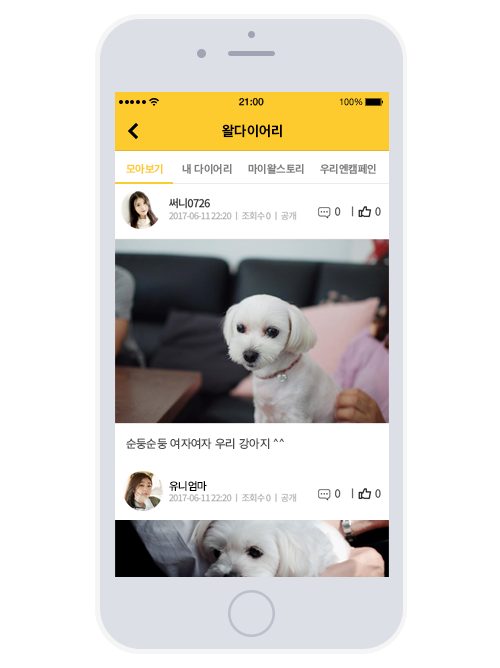 21:00 100%
왈다이어리
모아보기 내 다이어리 마이왈스토리 우리엔캠페인
써니0726
2017-06-11 22:20 | 조회수 0 | 공개
0 | 0
순둥순둥 여자여자 우리 강아지 ^^
유니엄마
2017-06-11 22:20 | 조회수 0 | 공개
0 | 0